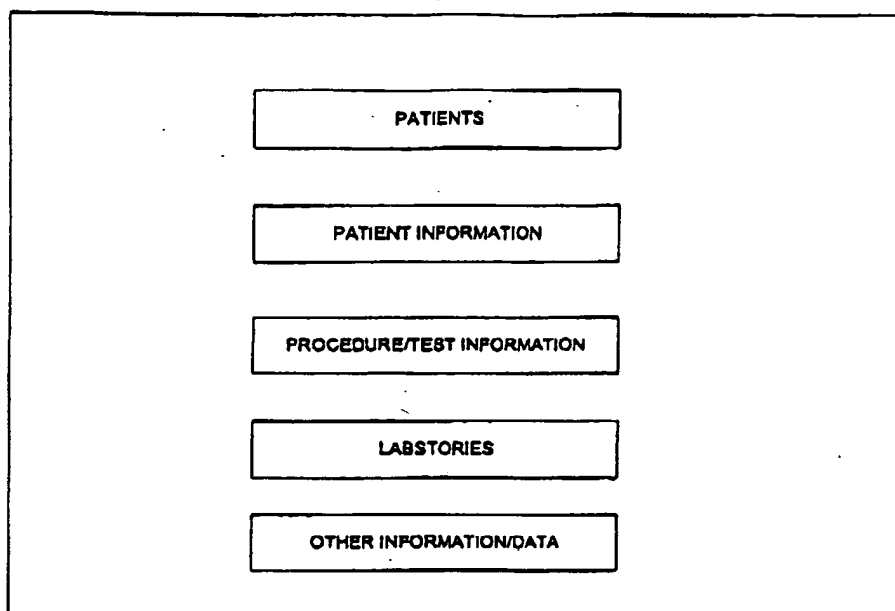 PATIENTS
PATIENT INFORMATION
PROCEDURE/TEST INFORMATION
LABSTORIES
OTHER INFORMATION/DATA